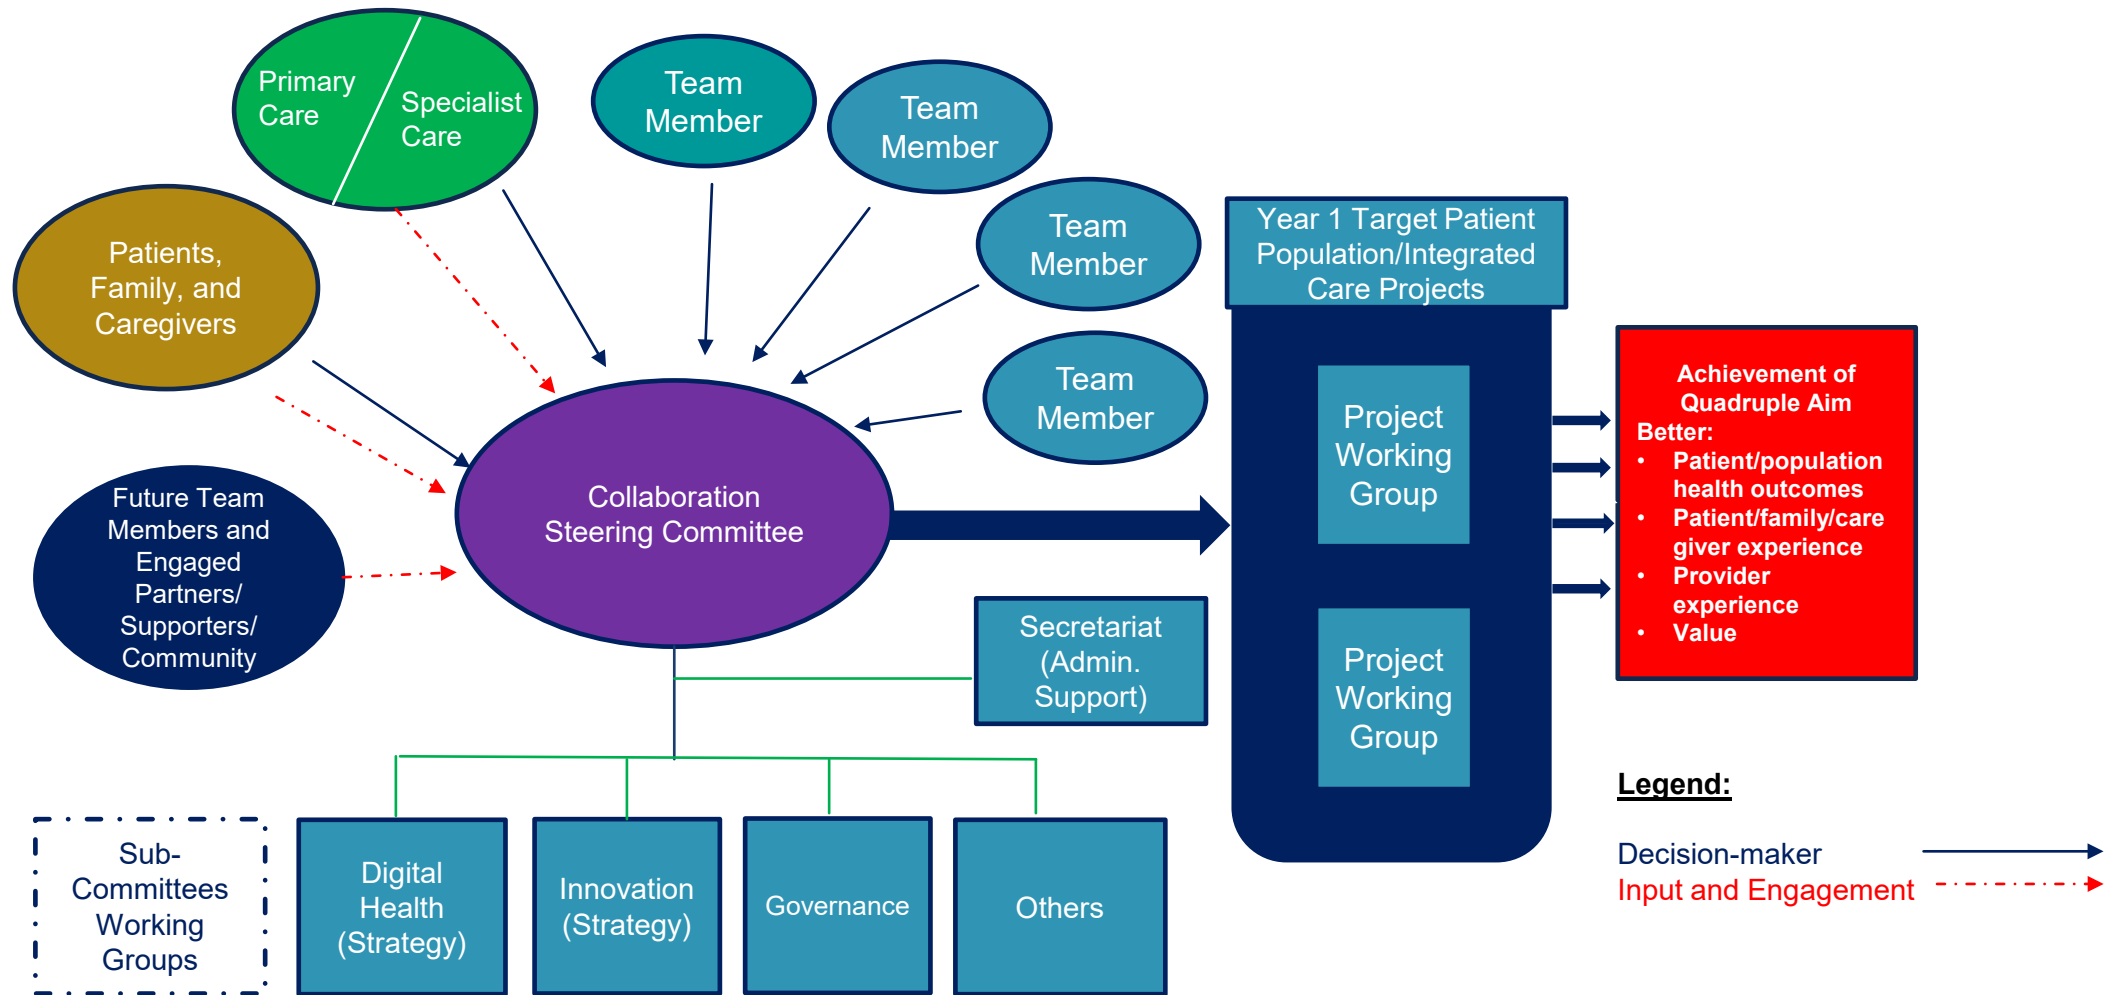 Primary
Care
Specialist
Care
Team
Member
Team
Member
Team
Member
Team
Member
Patients,
Family, and
Caregivers
Future Team
Members and
Engaged
Partners/
Supporters/
Community
Collaboration
Steering Committee
Secretariat
(Admin.
Support)
Year 1 Target Patient
Population/Integrated
Care Projects
Project
Working
Group
Project
Working
Group
Achievement of
Quadruple Aim
Better:
• Patient/population
health outcomes
• Patient/family/care
giver experience
• Provider
experience
• Value
Sub-
Committees
Working
Groups
Digital
Health
(Strategy)
Innovation
(Strategy)
Governance
Others
Legend:
Decision-maker
Input and Engagement